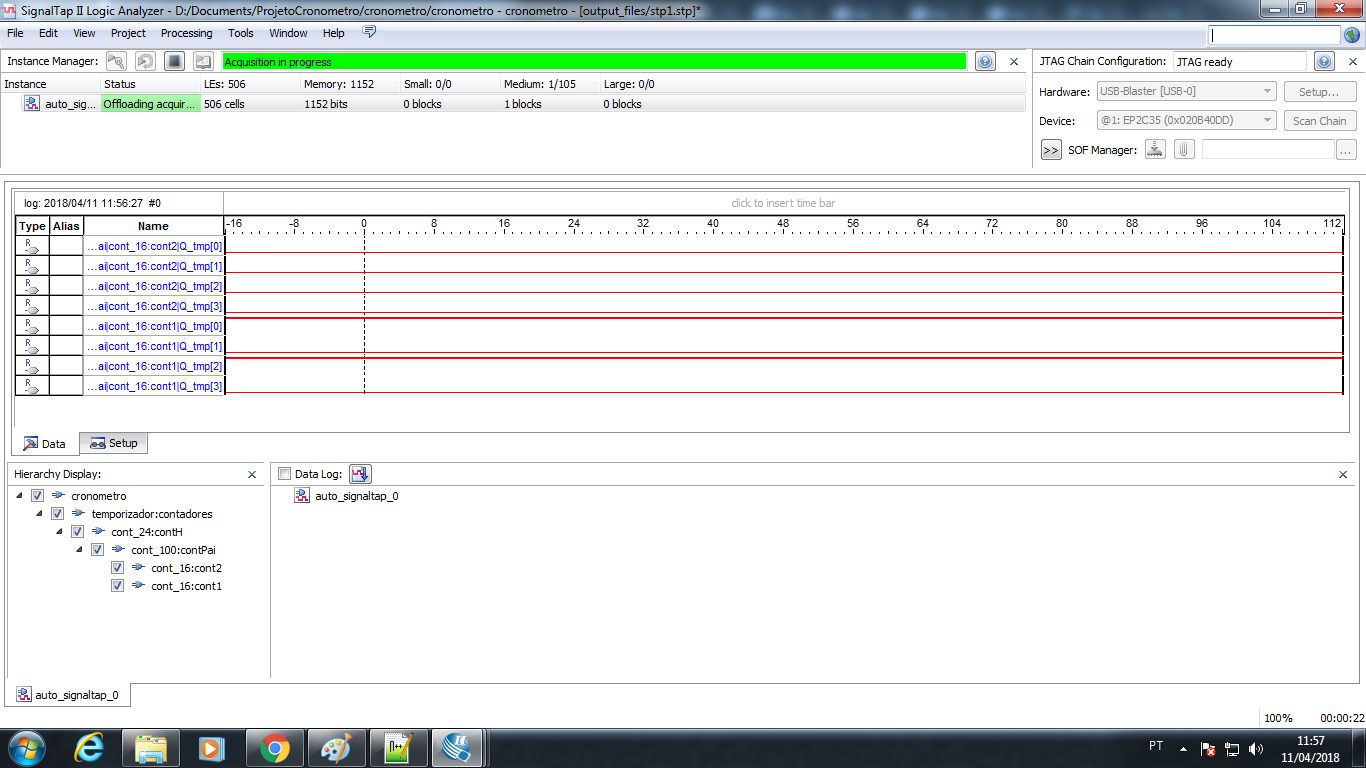 SignalTap II Logic Analyzer - D:/Documents/ProjetoCronometro/cronometro/cronometro - cronometro - [output_files/stp1.stp]*
File Edit View Project Processing Tools Window Help
Instance Manager: Acquisition in progress
JTAG Chain Configuration: JTAG ready
Instance Status LEs: 506 Memory: 1152 Small: 0/0 Medium: 1/105 Large: 0/0
auto_sig... Offloading acquir... 506 cells 1152 bits 0 blocks 1 blocks 0 blocks
Hardware: USB-Blaster [USB-0] Setup...
Device: @1: EP2C35 (0x020B40DD) Scan Chain
>> SOF Manager: ...
log: 2018/04/11 11:56:27 #0 click to insert time bar
Type Alias Name -16 -8 0 8 16 24 32 40 48 56 64 72 80 88 96 104 112
R ...ai|cont_16:cont2|Q_tmp[0]
R ...ai|cont_16:cont2|Q_tmp[1]
R ...ai|cont_16:cont2|Q_tmp[2]
R ...ai|cont_16:cont2|Q_tmp[3]
R ...ai|cont_16:cont1|Q_tmp[0]
R ...ai|cont_16:cont1|Q_tmp[1]
R ...ai|cont_16:cont1|Q_tmp[2]
R ...ai|cont_16:cont1|Q_tmp[3]
Data Setup
Hierarchy Display:
cronometro
temporizador:contadores
cont_24:contH
cont_100:contPai
cont_16:cont2
cont_16:cont1
Data Log:
auto_signaltap_0
auto_signaltap_0
100% 00:00:22
N++
PT
11:57
11/04/2018